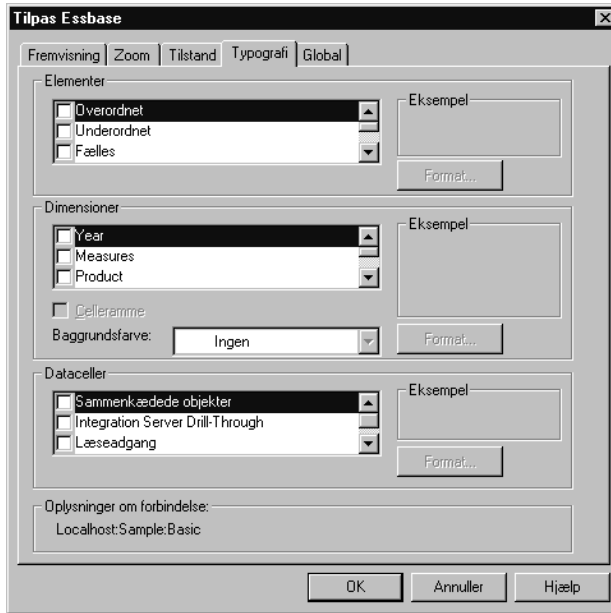 Tilpas Essbase
Fremvisning Zoom Tilstand Typografi Global
Elementer
Overordnet
Underordnet
Fælles
Eksempel
Format...
Dimensioner
Year
Measures
Product
Eksempel
Celleramme
Baggrundsfarve: Ingen
Format...
Dataceller
Sammenkædede objekter
Integration Server Drill-Through
Læseadgang
Eksempel
Format...
Oplysninger om forbindelse:
Localhost:Sample:Basic
OK Annuller Hjælp